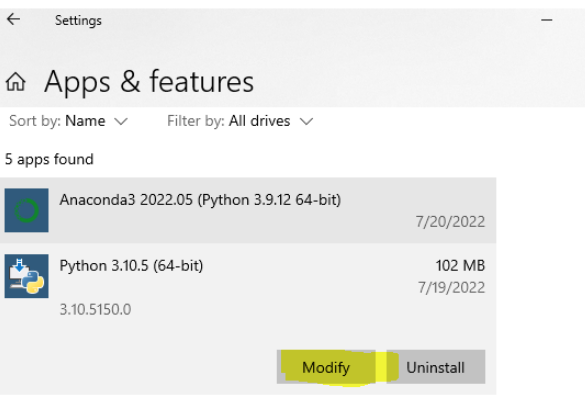 Settings
Apps & features
Sort by: Name Filter by: All drives
5 apps found
Anaconda3 2022.05 (Python 3.9.12 64-bit)
7/20/2022
Python 3.10.5 (64-bit) 102 MB
7/19/2022
3.10.5150.0
Modify Uninstall